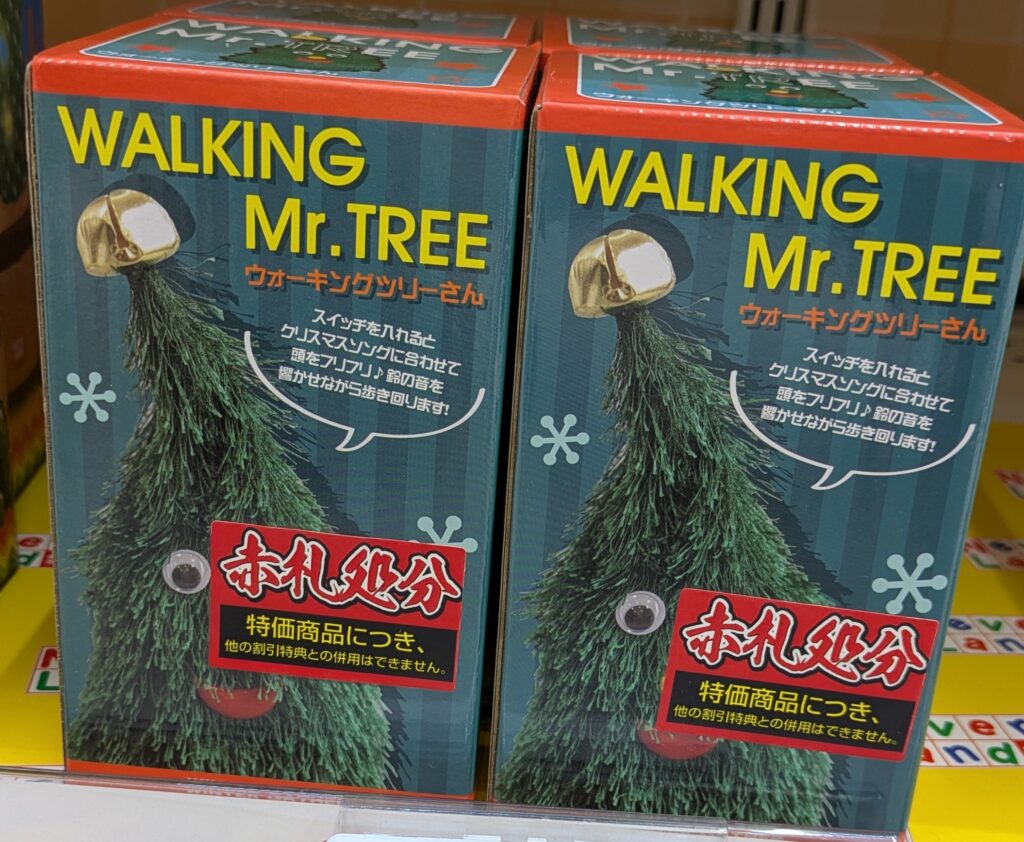 WALKING
Mr. TREE
WALKING
Mr. TREE
WALKING
Mr.TREE
ウォーキングツリーさん
スイッチを入れると
クリスマスソングに合わせて
頭をフリフリ♪鈴の音を
響かせながら歩き回ります!
赤札処分
特価商品につき、
他の割引特典との併用はできません。
WALKING
Mr.TREE
ウォーキングツリーさん
スイッチを入れると
クリスマスソングに合わせて
頭をフリフリ♪鈴の音を
響かせながら歩き回ります!
赤札処分
特価商品につき、
他の割引特典との併用はできません。